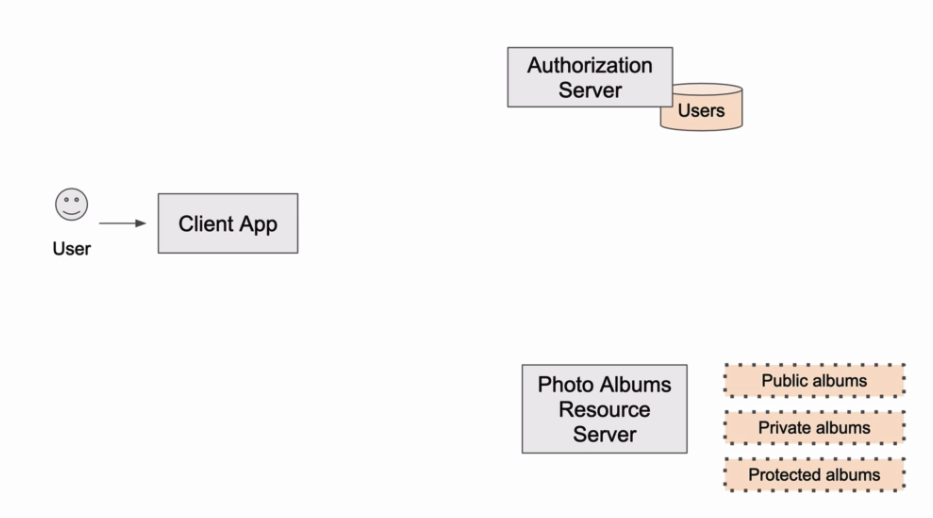 Authorization
Server
Users
User
Client App
Photo Albums
Resource
Server
Public albums
Private albums
Protected albums